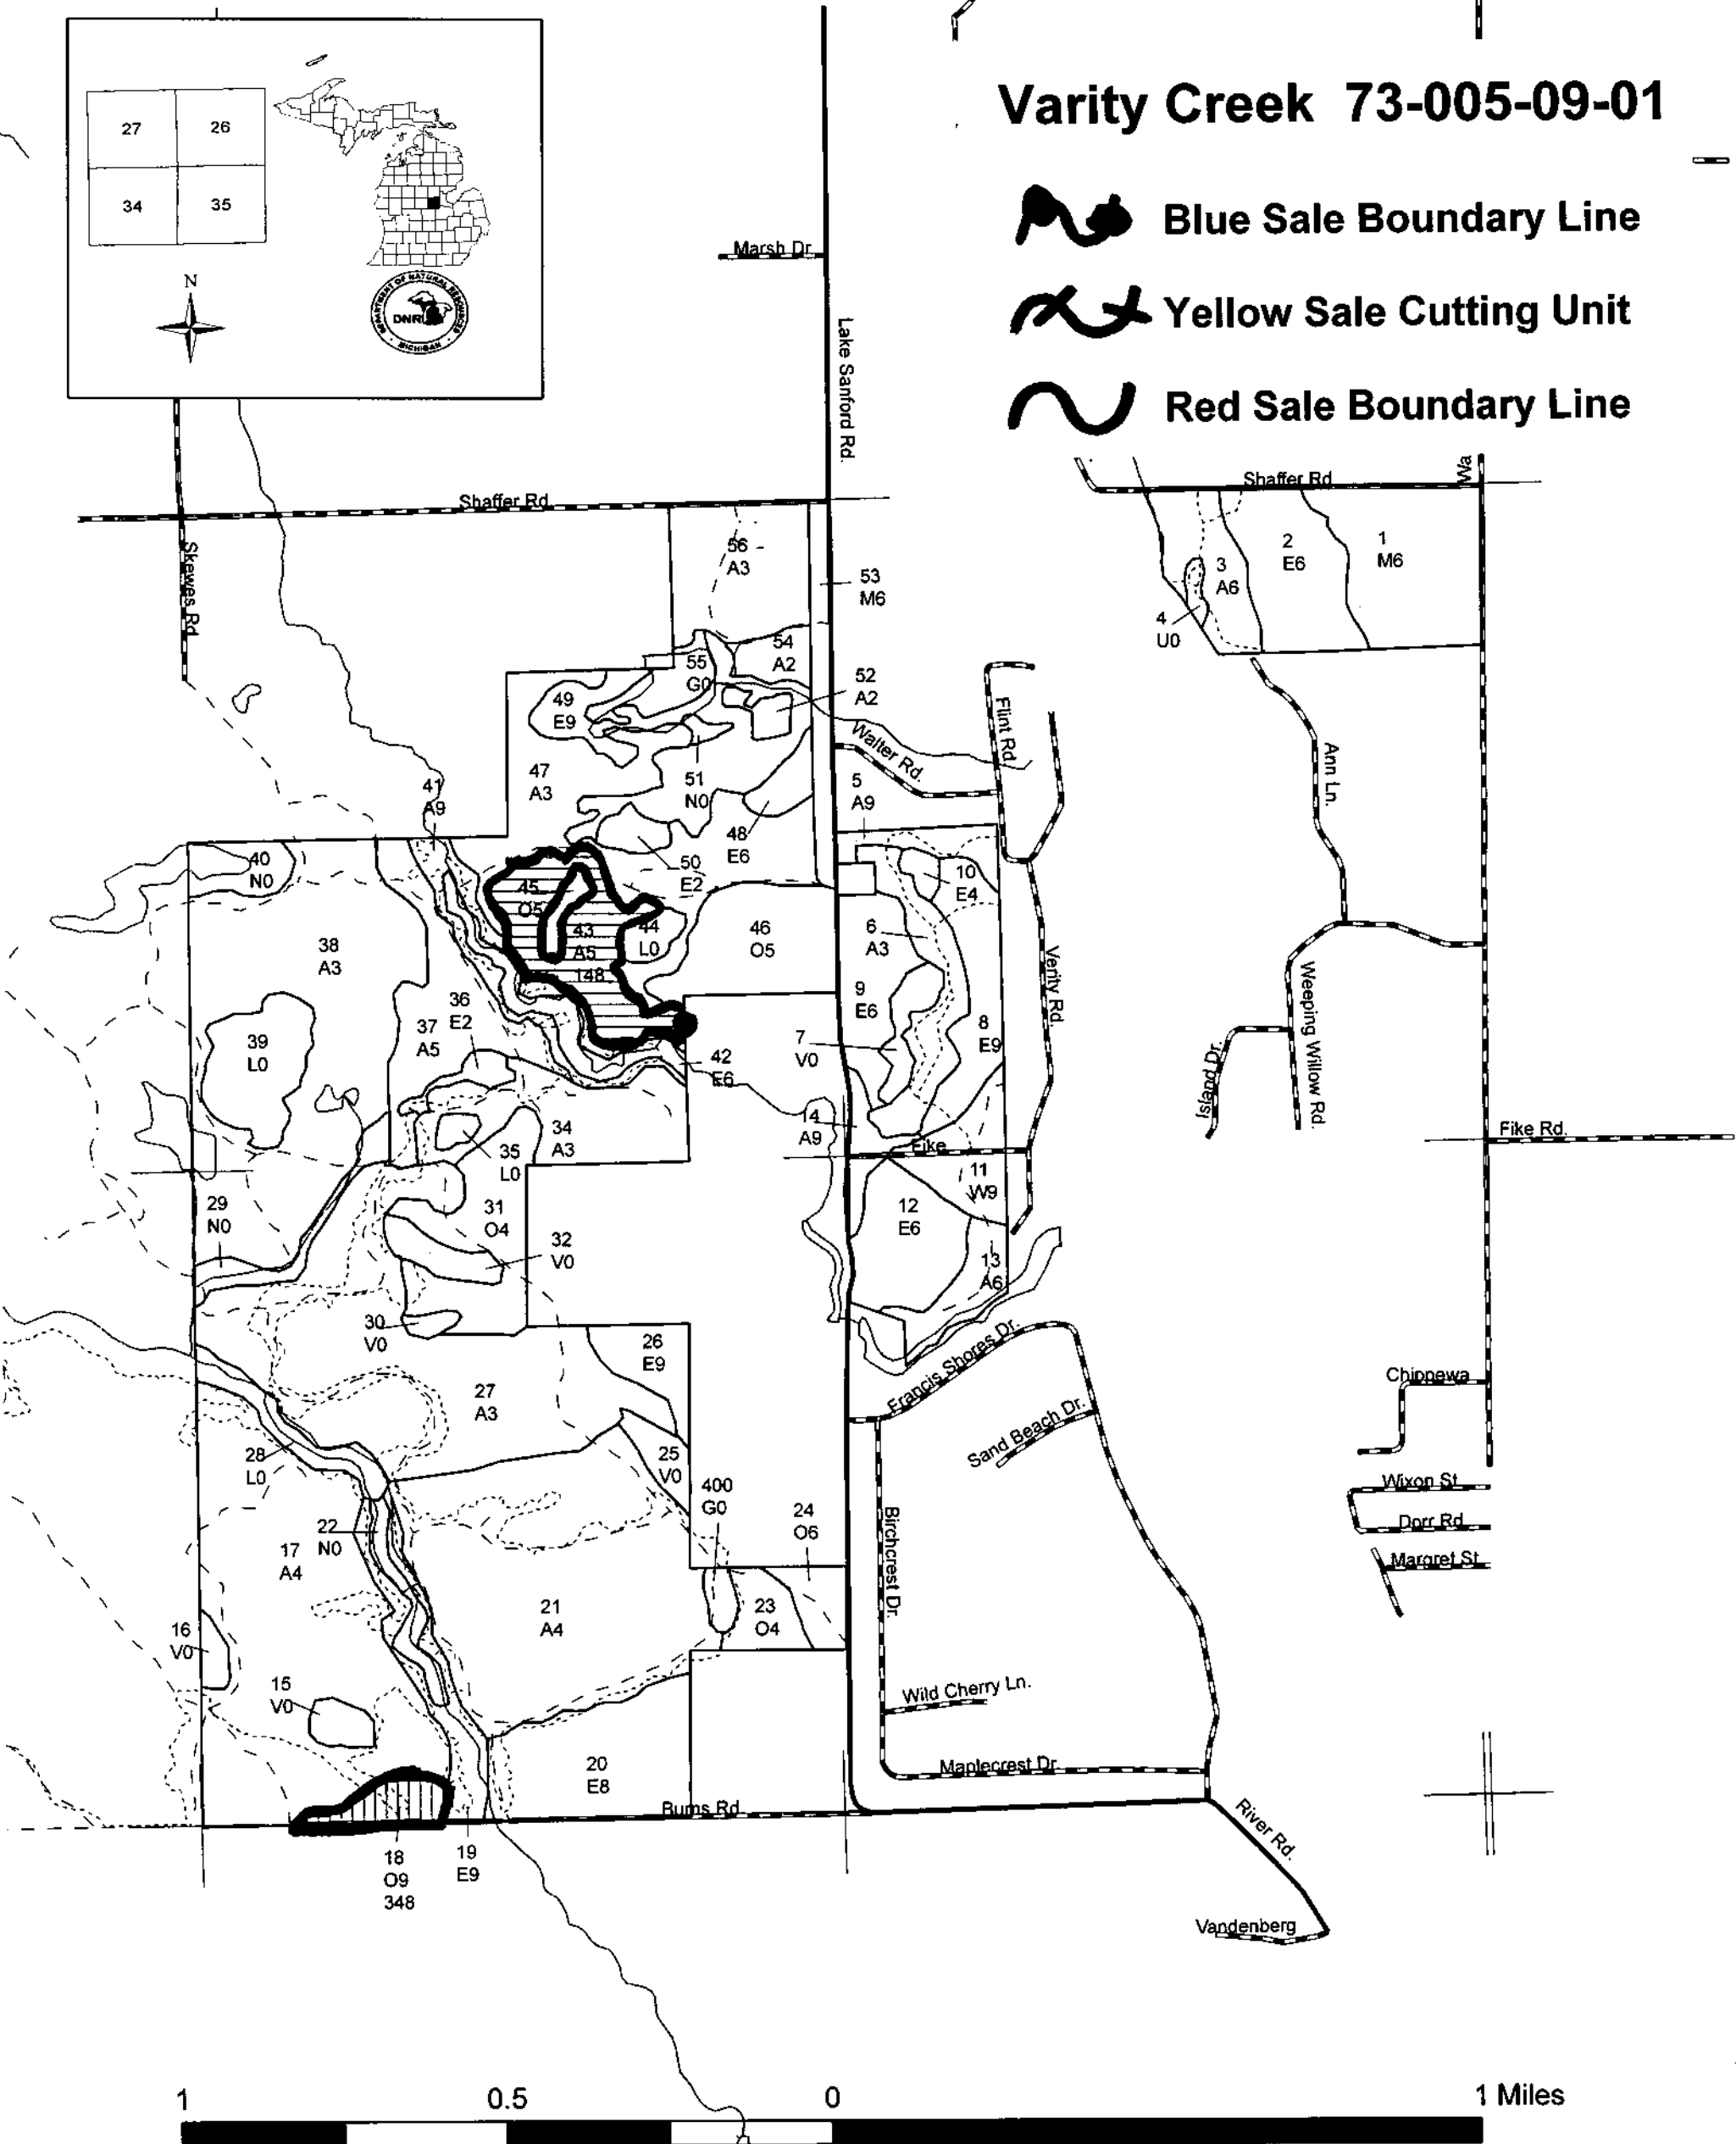 Varity Creek 73-005-09-01
Blue Sale Boundary Line
Yellow Sale Cutting Unit
Red Sale Boundary Line
27
26
34
35
N
DEPARTMENT OF NATURAL RESOURCES
DNR
MICHIGAN
Marsh Dr
Lake Sanford Rd.
Shaffer Rd
Skewes Rd
Shaffer Rd
Wa
56
A3
53
M6
54
A2
55
G0
52
A2
49
E9
47
A3
51
N0
48
E6
50
E2
41
A9
40
N0
45
O5
43
A5
148
44
L0
46
O5
38
A3
39
L0
37
A5
36
E2
42
E6
34
A3
35
L0
31
O4
32
V0
29
N0
30
V0
26
E9
27
A3
25
V0
28
L0
22
N0
400
G0
24
O6
23
O4
17
A4
21
A4
16
V0
15
V0
20
E8
18
O9
348
19
E9
Burns Rd
1
M6
2
E6
3
A6
4
U0
Walter Rd.
Flint Rd
5
A9
10
E4
6
A3
9
E6
8
E9
7
V0
14
A9
Fike
11
W9
12
E6
13
A6
Verity Rd.
Ann Ln.
Weeping Willow Rd.
Island Dr.
Fike Rd.
Francis Shores Dr.
Sand Beach Dr.
Birchcrest Dr.
Wild Cherry Ln.
Maplecrest Dr
River Rd.
Vandenberg
Chippewa
Wixon St
Dorr Rd
Margret St
1
0.5
0
1 Miles